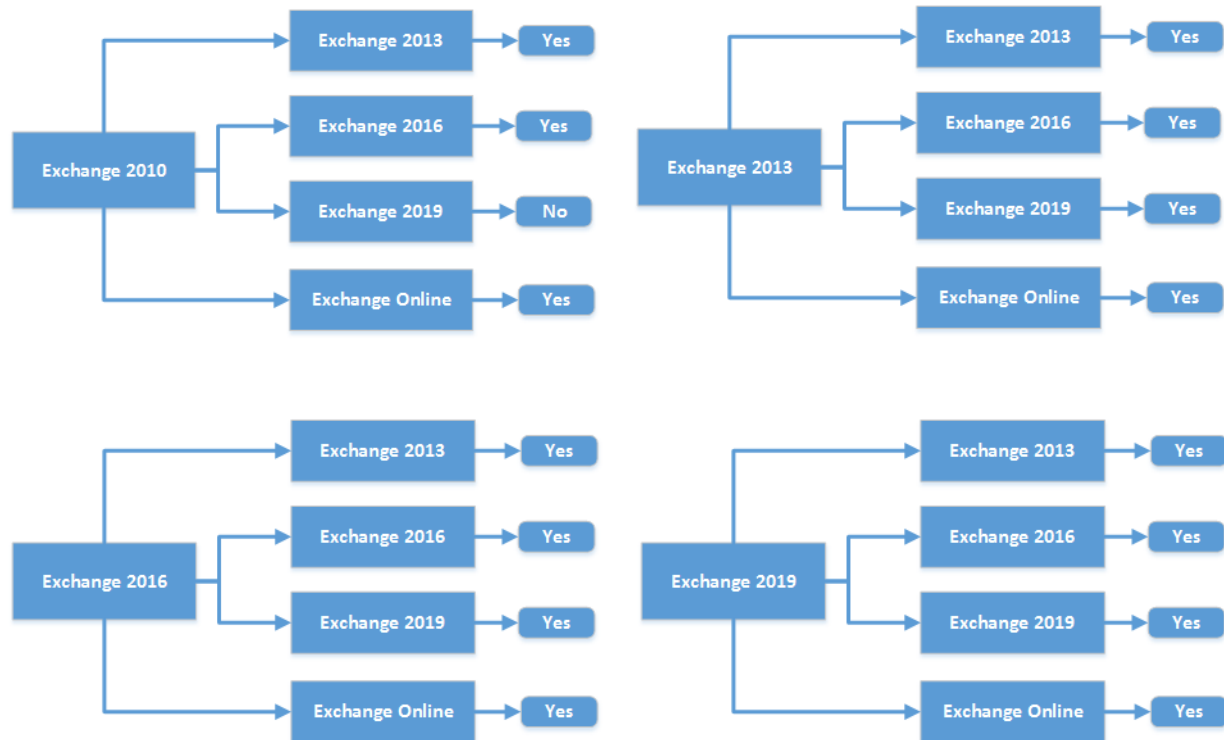 Exchange 2010
Exchange 2013
Yes
Exchange 2016
Yes
Exchange 2019
No
Exchange Online
Yes
Exchange 2013
Exchange 2013
Yes
Exchange 2016
Yes
Exchange 2019
Yes
Exchange Online
Yes
Exchange 2016
Exchange 2013
Yes
Exchange 2016
Yes
Exchange 2019
Yes
Exchange Online
Yes
Exchange 2019
Exchange 2013
Yes
Exchange 2016
Yes
Exchange 2019
Yes
Exchange Online
Yes